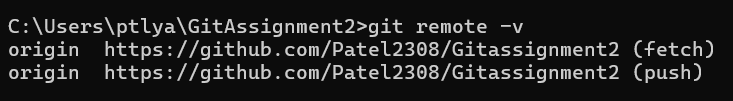 C:\Users\ptlya\GitAssignment2>git remote -v
origin  https://github.com/Patel2308/Gitassignment2 (fetch)
origin  https://github.com/Patel2308/Gitassignment2 (push)